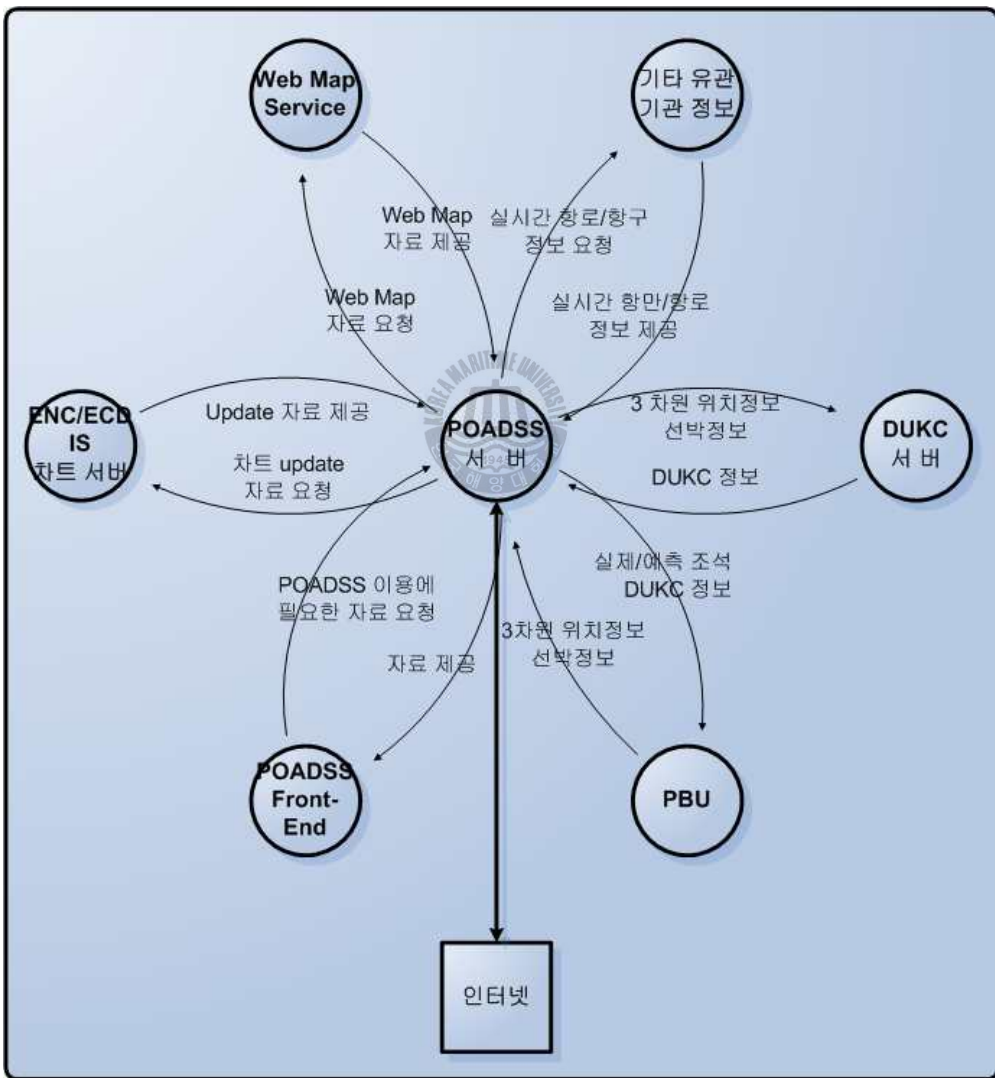 Web Map
Service
기타 유관
기관 정보
Web Map
자료 제공
실시간 항로/항구
정보 요청
Web Map
자료 요청
실시간 항만/항로
정보 제공
ENC/ECD
IS
차트 서버
Update 자료 제공
차트 update
자료 요청
KOREA MARITIME UNIVERSITY
POADSS
서 버
1945
3 차원 위치정보
선박정보
DUKC 정보
DUKC
서 버
POADSS 이용에
필요한 자료 요청
자료 제공
3차원 위치정보
선박정보
실제/예측 조석
DUKC 정보
POADSS
Front-
End
PBU
인터넷